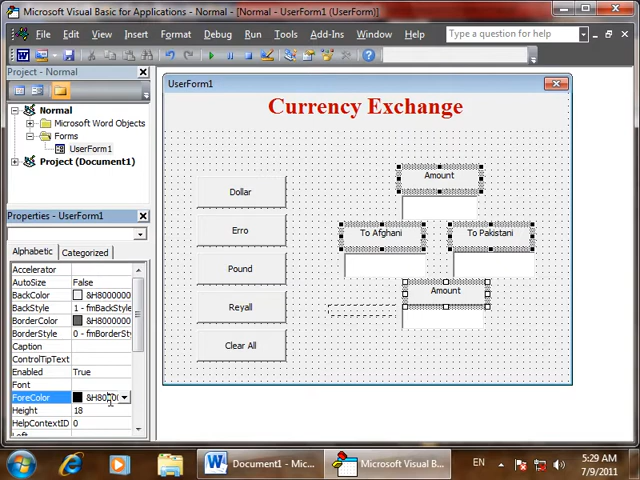 Microsoft Visual Basic for Applications - Normal - [Normal - UserForm1 (UserForm)]
File Edit View Insert Format Debug Run Tools Add-Ins Window Help
Type a question for help
Project - Normal
Normal
Microsoft Word Objects
Forms
UserForm1
Project (Document1)
Properties - UserForm1
Alphabetic Categorized
Accelerator
AutoSize False
BackColor &H8000000
BackStyle 1 - fmBackStyle
BorderColor &H8000000
BorderStyle 0 - fmBorderSt
Caption
ControlTipText
Enabled True
Font
ForeColor &H80000
Height 18
HelpContextID 0
Left
UserForm1
Currency Exchange
Dollar
Erro
Pound
Reyall
Clear All
Amount
To Afghani
To Pakistani
Amount
Document1 - Mic...
Microsoft Visual B...
EN
5:29 AM
7/9/2011